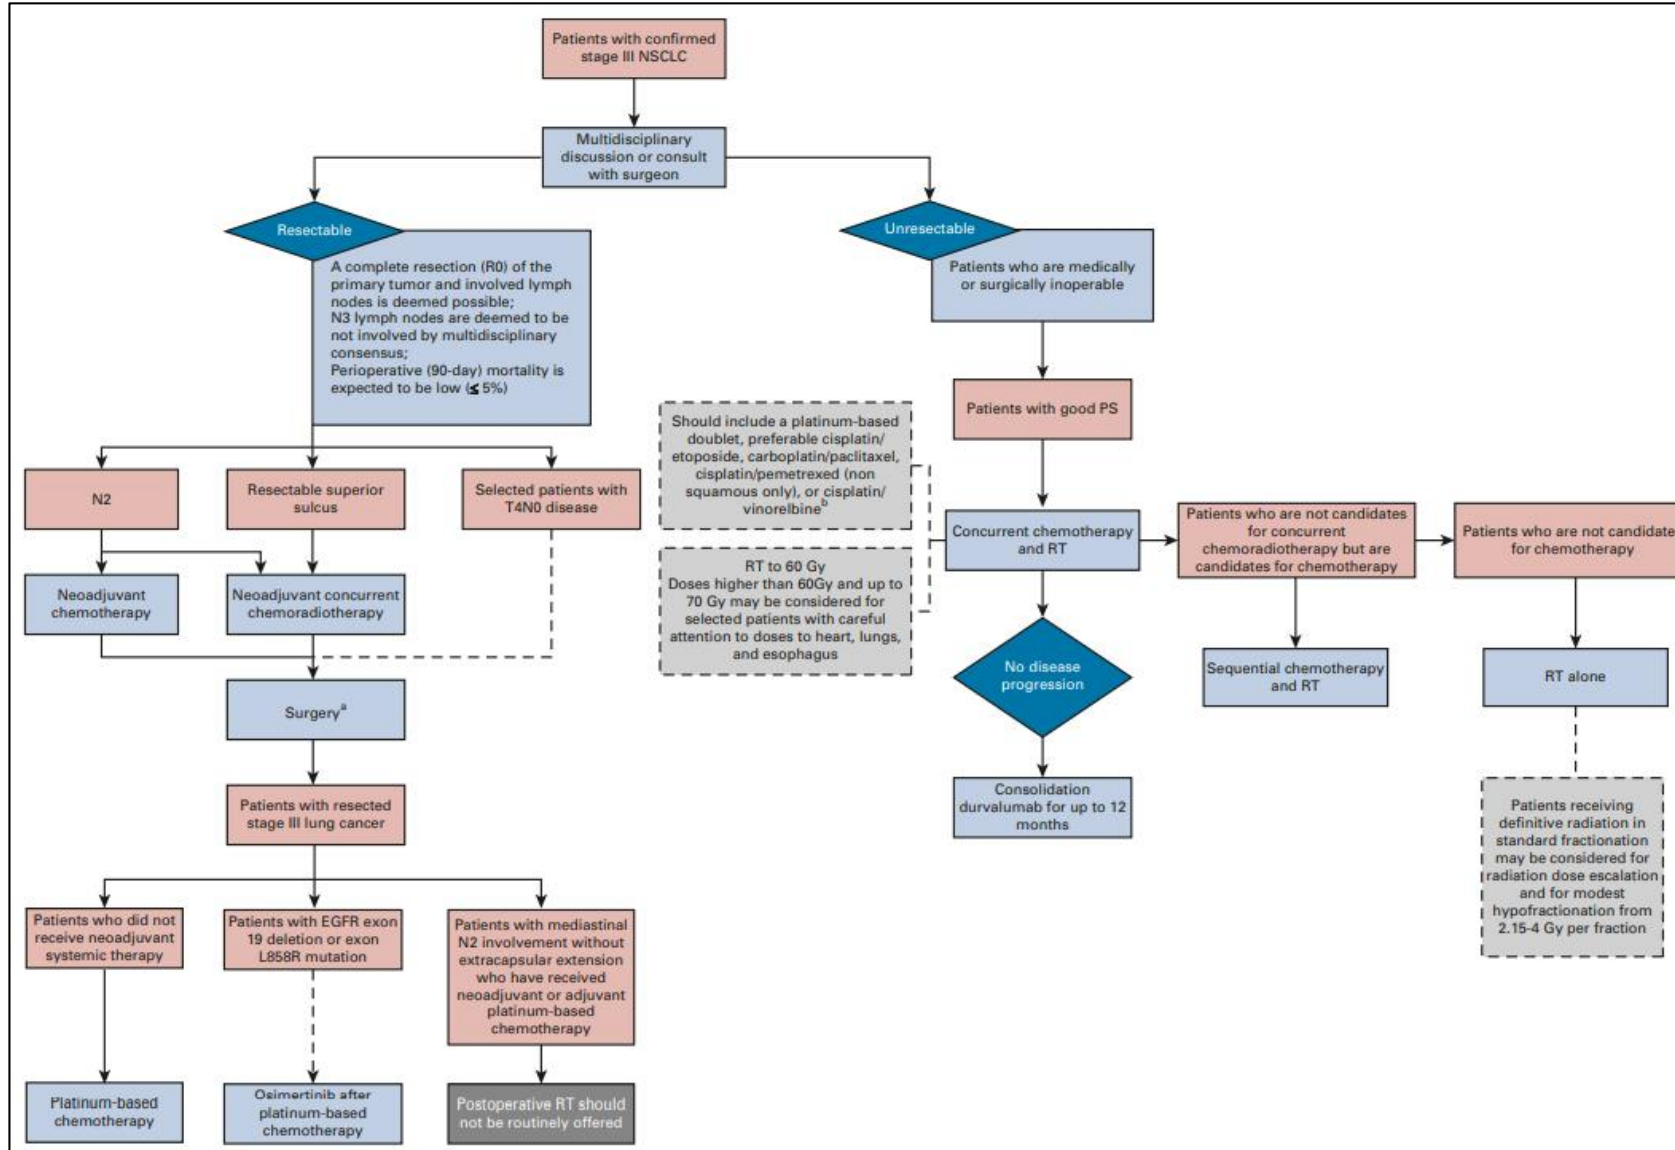 Patients with confirmed
stage III NSCLC
Multidisciplinary
discussion or consult
with surgeon
Resectable
A complete resection (R0) of the
primary tumor and involved lymph
nodes is deemed possible;
N3 lymph nodes are deemed to be
not involved by multidisciplinary
consensus;
Perioperative (90-day) mortality is
expected to be low (≤ 5%)
Unresectable
Patients who are medically
or surgically inoperable
Patients with good PS
Should include a platinum-based
doublet, preferable cisplatin/
etoposide, carboplatin/paclitaxel,
cisplatin/pemetrexed (non
squamous only), or cisplatin/
vinorelbine^b
RT to 60 Gy
Doses higher than 60Gy and up to
70 Gy may be considered for
selected patients with careful
attention to doses to heart, lungs,
and esophagus
Concurrent chemotherapy
and RT
Patients who are not candidates
for concurrent
chemoradiotherapy but are
candidates for chemotherapy
Patients who are not candidate
for chemotherapy
No disease
progression
Sequential chemotherapy
and RT
RT alone
Consolidation
durvalumab for up to 12
months
Patients receiving
definitive radiation in
standard fractionation
may be considered for
radiation dose escalation
and for modest
hypofractionation from
2.15-4 Gy per fraction
N2
Resectable superior
sulcus
Selected patients with
T4N0 disease
Neoadjuvant
chemotherapy
Neoadjuvant concurrent
chemoradiotherapy
Surgery^a
Patients with resected
stage III lung cancer
Patients who did not
receive neoadjuvant
systemic therapy
Patients with EGFR exon
19 deletion or exon
L858R mutation
Patients with mediastinal
N2 involvement without
extracapsular extension
who have received
neoadjuvant or adjuvant
platinum-based
chemotherapy
Platinum-based
chemotherapy
Osimertinib after
platinum-based
chemotherapy
Postoperative RT should
not be routinely offered